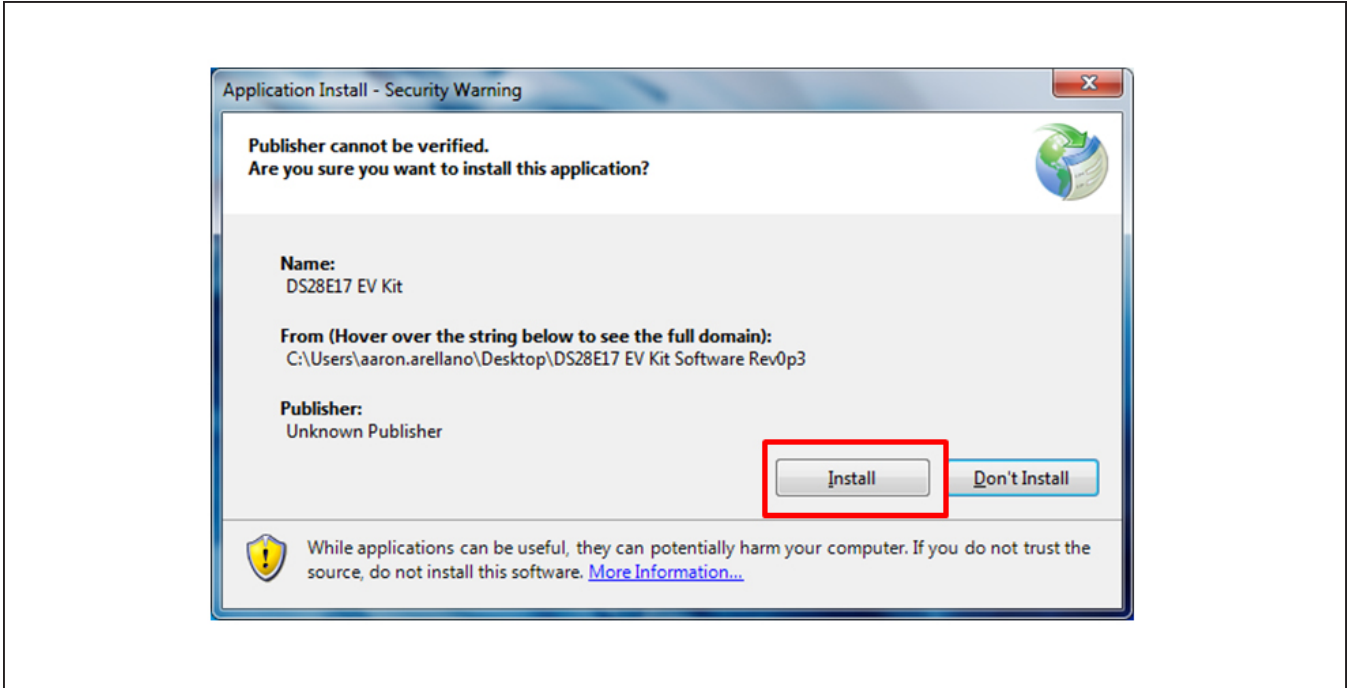 Application Install - Security Warning
Publisher cannot be verified.
Are you sure you want to install this application?
Name:
DS28E17 EV Kit
From (Hover over the string below to see the full domain):
C:\Users\aaron.arellano\Desktop\DS28E17 EV Kit Software Rev0p3
Publisher:
Unknown Publisher
Install Don't Install
While applications can be useful, they can potentially harm your computer. If you do not trust the
source, do not install this software. More Information...